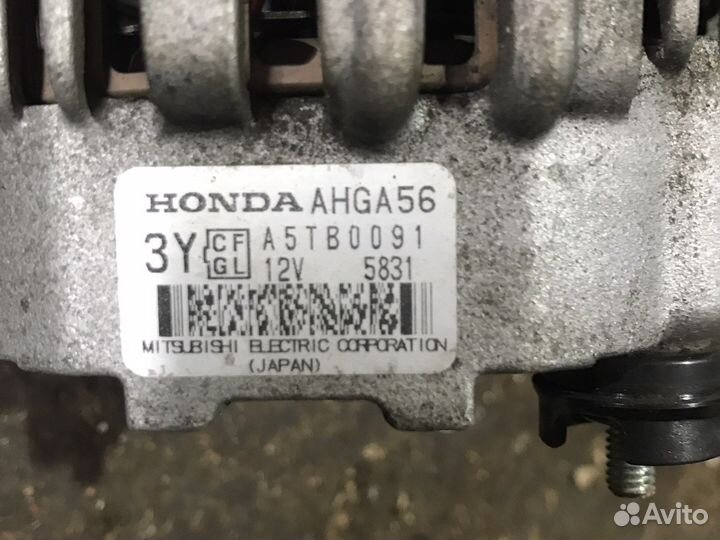 HONDA AHGA56
3Y CF GL A5TB0091
12V 5831
MITSUBISHI ELECTRIC CORPORATION
(JAPAN)
Avito